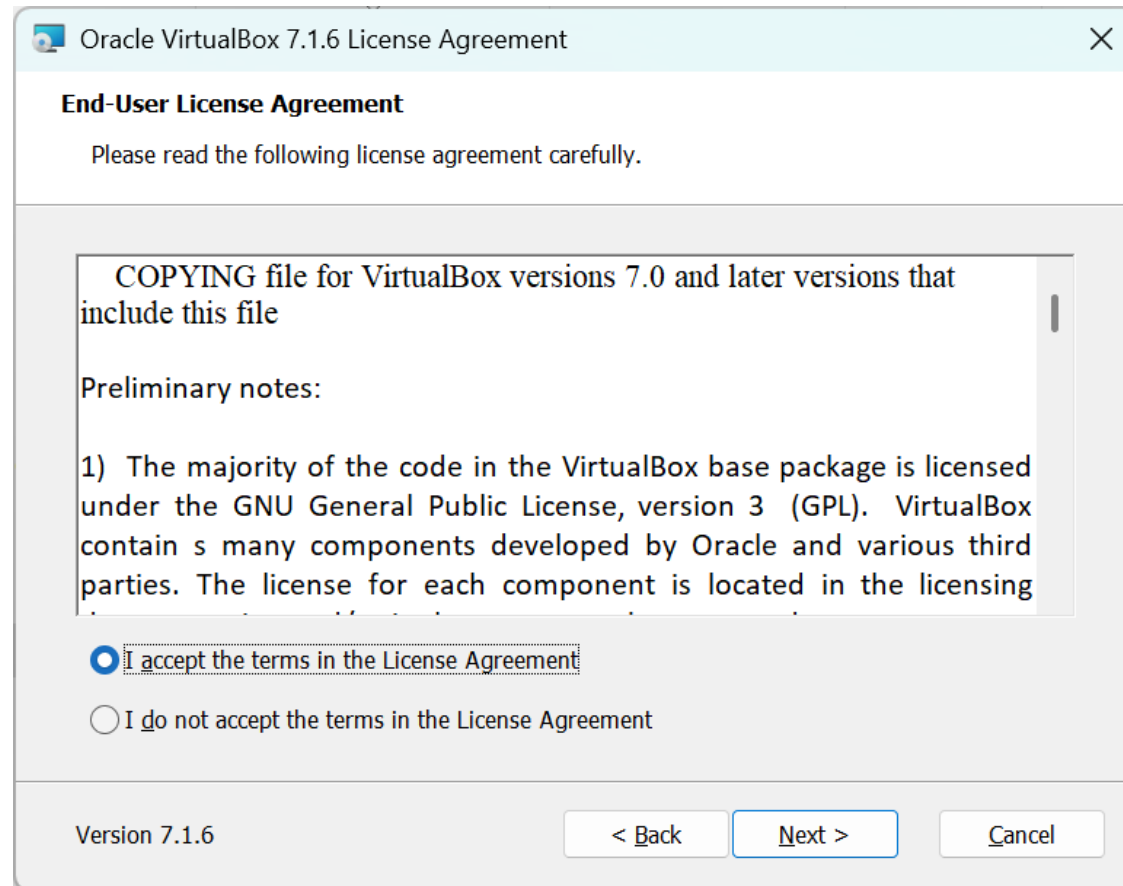 Oracle VirtualBox 7.1.6 License Agreement
End-User License Agreement
Please read the following license agreement carefully.
COPYING file for VirtualBox versions 7.0 and later versions that
include this file
Preliminary notes:
1) The majority of the code in the VirtualBox base package is licensed
under the GNU General Public License, version 3 (GPL). VirtualBox
contain s many components developed by Oracle and various third
parties. The license for each component is located in the licensing
I accept the terms in the License Agreement
I do not accept the terms in the License Agreement
Version 7.1.6
< Back
Next >
Cancel